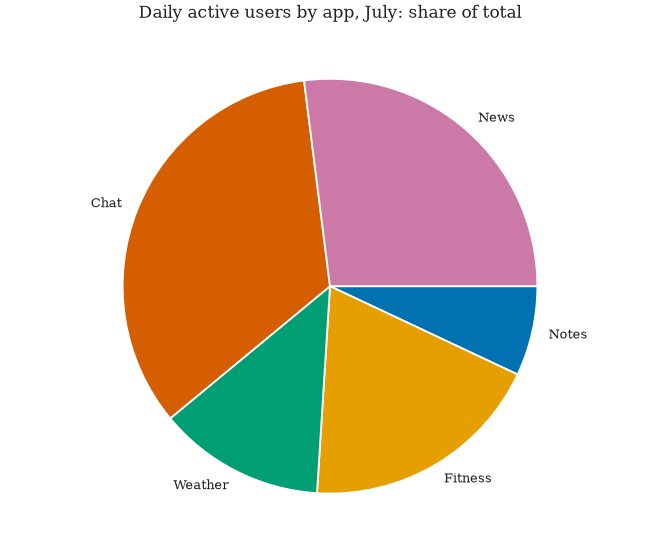 Daily active users by app, July: share of total
News
Chat
Notes
Fitness
Weather